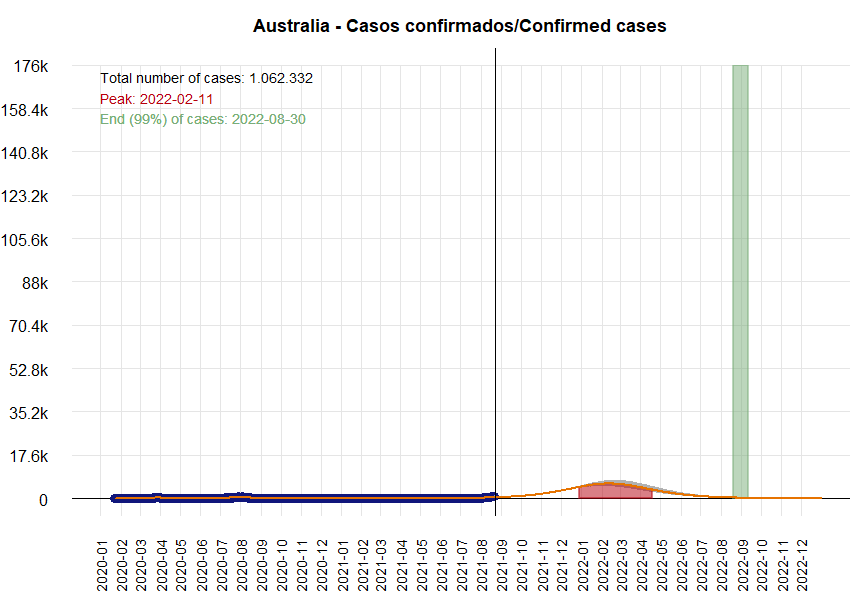 Australia - Casos confirmados/Confirmed cases
Total number of cases: 1.062.332
Peak: 2022-02-11
End (99%) of cases: 2022-08-30
176k
158.4k
140.8k
123.2k
105.6k
88k
70.4k
52.8k
35.2k
17.6k
0
2020-01
2020-02
2020-03
2020-04
2020-05
2020-06
2020-07
2020-08
2020-09
2020-10
2020-11
2020-12
2021-01
2021-02
2021-03
2021-04
2021-05
2021-06
2021-07
2021-08
2021-09
2021-10
2021-11
2021-12
2022-01
2022-02
2022-03
2022-04
2022-05
2022-06
2022-07
2022-08
2022-09
2022-10
2022-11
2022-12